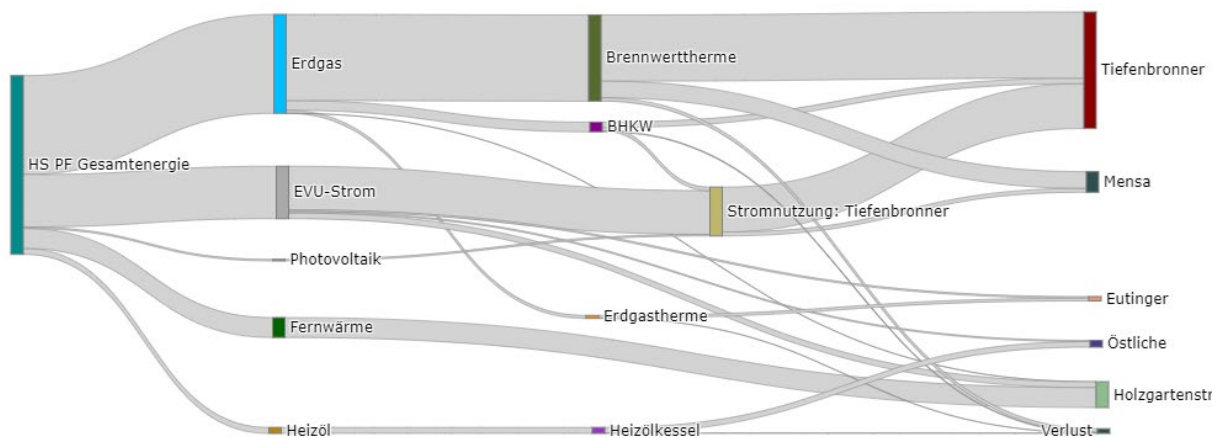 HS PF Gesamtenergie
Erdgas
EVU-Strom
Photovoltaik
Fernwärme
Heizöl
Brennwerttherme
BHKW
Stromnutzung: Tiefenbronner
Erdgastherme
Heizölkessel
Tiefenbronner
Mensa
Eutinger
Östliche
Holzgartenstr
Verlust